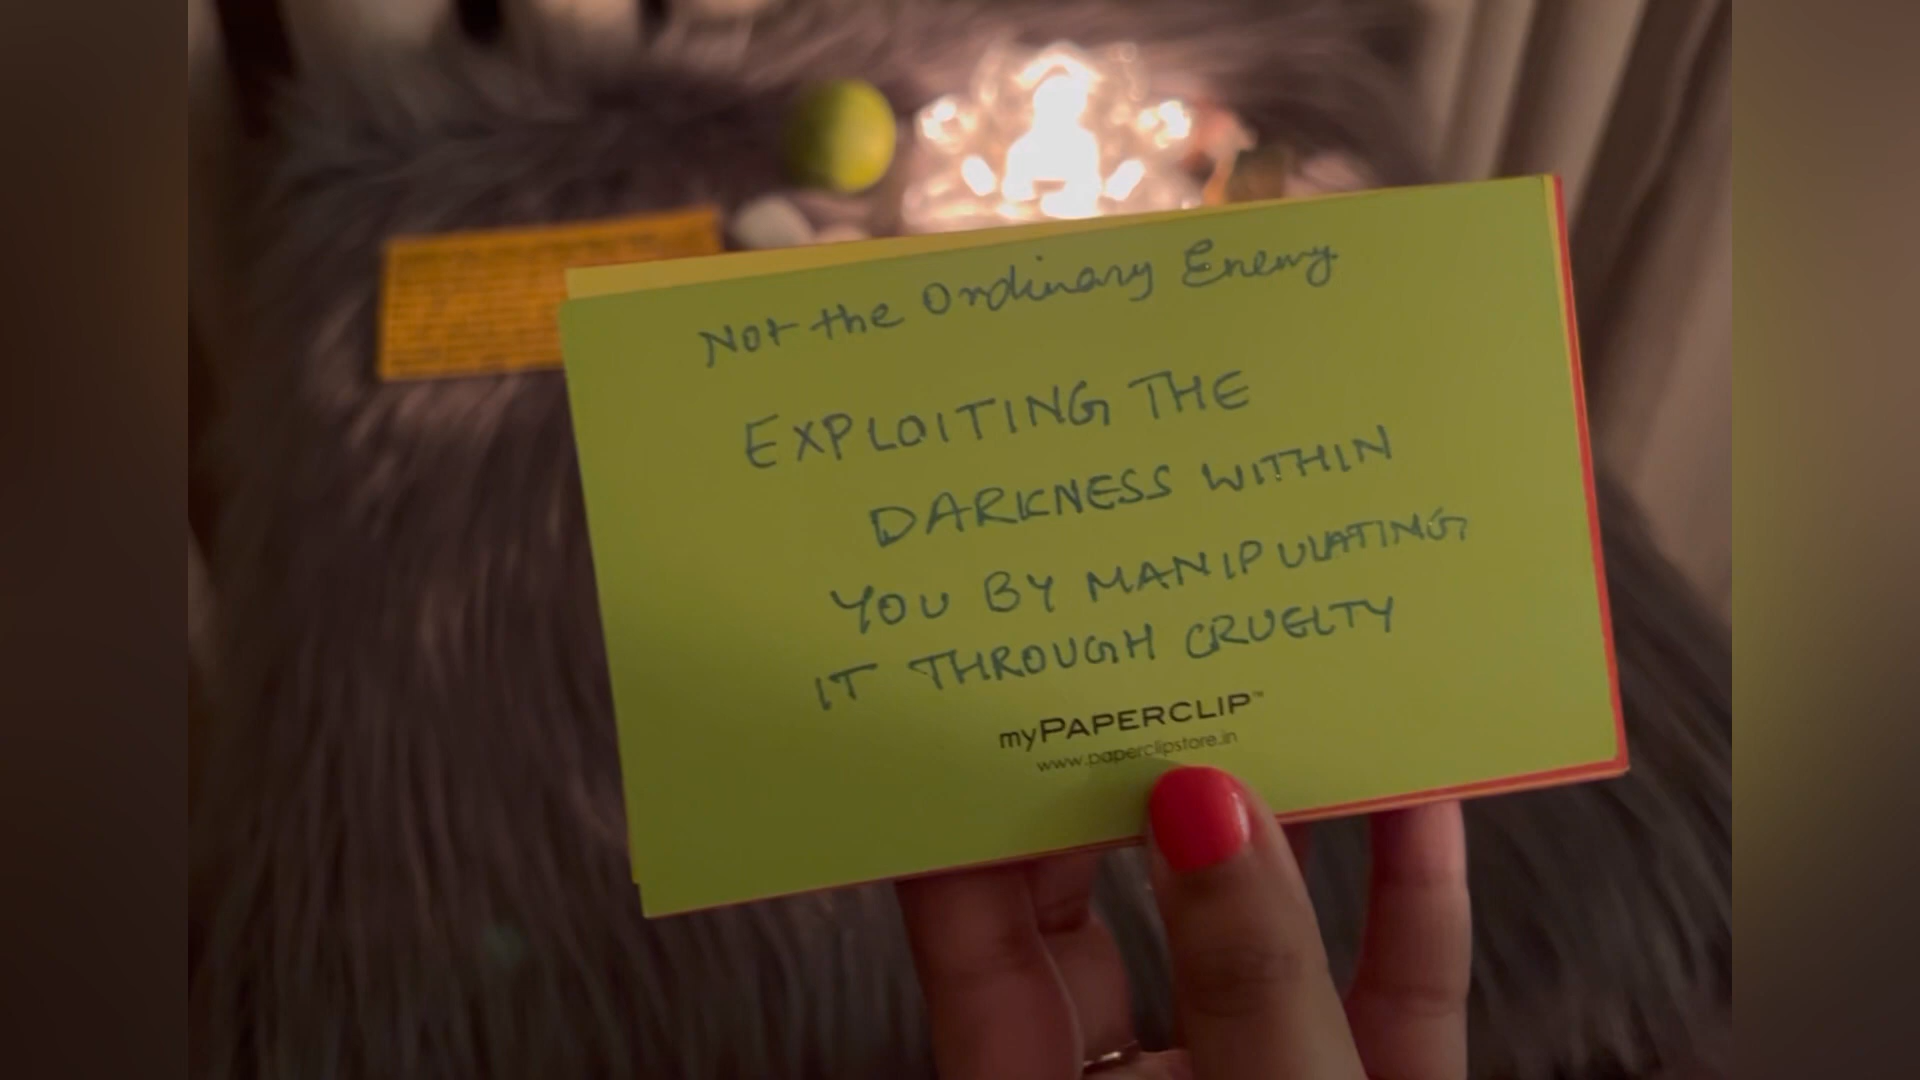 Not the Ordinary Enemy
EXPLOITING THE
DARKNESS WITHIN
YOU BY MANIPULATING
IT THROUGH CRUELTY
myPAPERCLIP™
www.paperclipstore.in